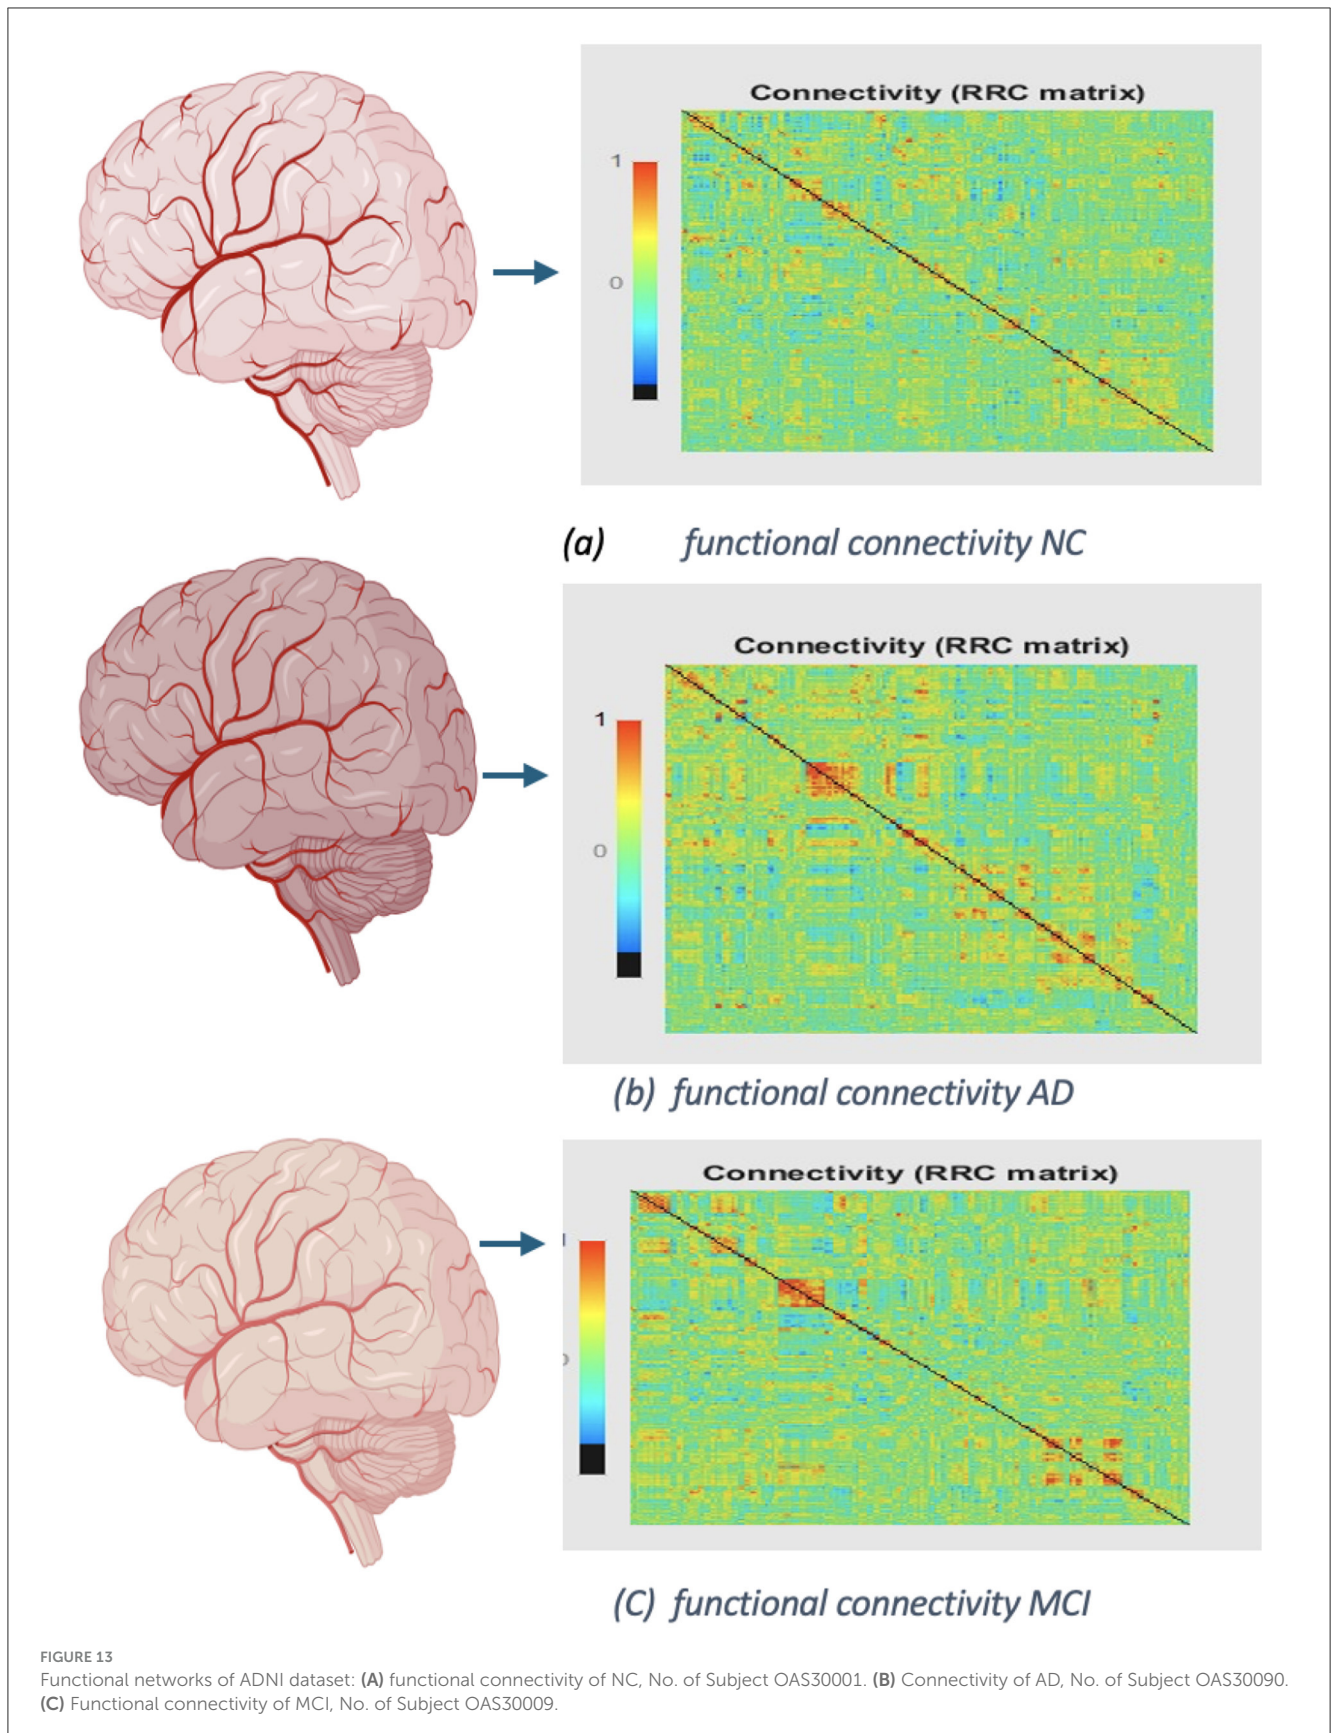 Connectivity (RRC matrix)
1
0
(a) functional connectivity NC
Connectivity (RRC matrix)
1
0
(b) functional connectivity AD
Connectivity (RRC matrix)
(C) functional connectivity MCI
FIGURE 13
Functional networks of ADNI dataset: (A) functional connectivity of NC, No. of Subject OAS30001. (B) Connectivity of AD, No. of Subject OAS30090.
(C) Functional connectivity of MCI, No. of Subject OAS30009.